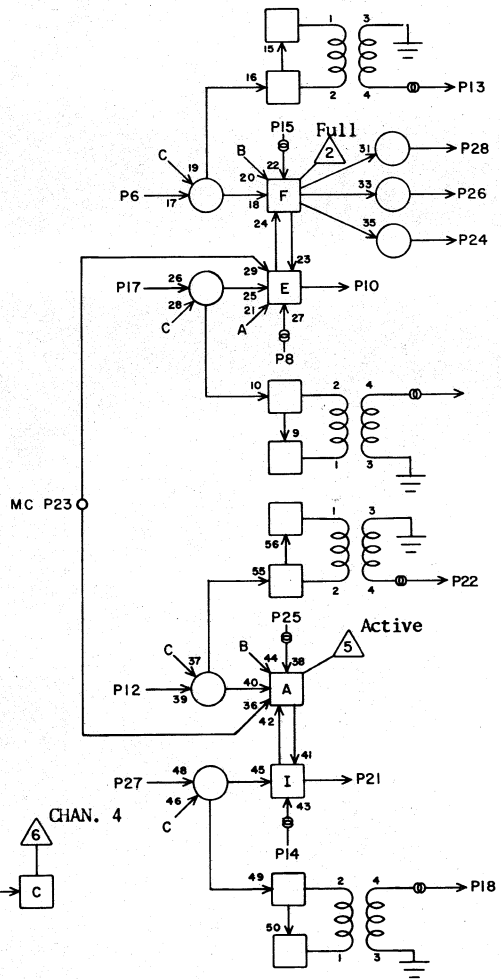 1 3
15
16
2 4 P13
P15 Full
C B 22 2 31 P28
19 20
P6 17 18 F 33 P26
24 35 P24
23
29
P17 26 25 E P10
28 21 27
C A
P8
10 2 4
9
1 3
M.C P23
1 3
56
55
2 4 P22
P25 Active
C B 44 38 5
37
P12 39 40 A
36
42
41
P27 48 45 I P21
46 43
C
CHAN. 4
6
P14
C
49 2 4 P18
50
1 3